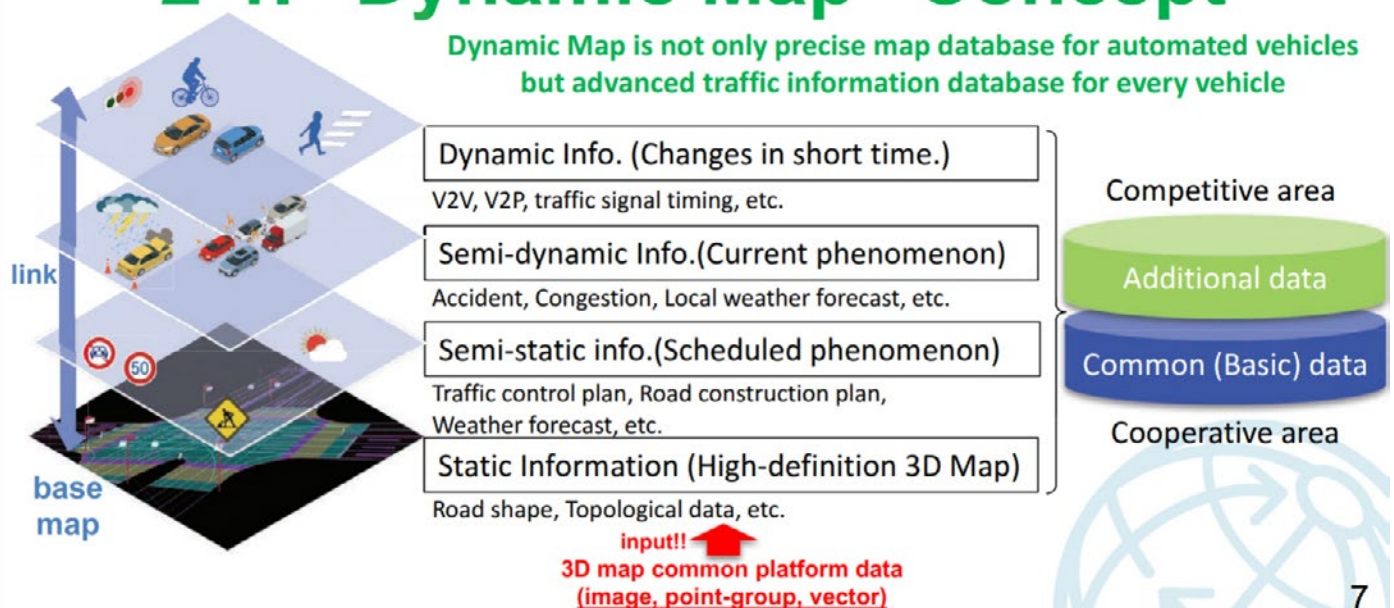 Dynamic Map Concept
Dynamic Map is not only precise map database for automated vehicles
but advanced traffic information database for every vehicle
Dynamic Info. (Changes in short time.)
V2V, V2P, traffic signal timing, etc.
Semi-dynamic Info.(Current phenomenon)
Accident, Congestion, Local weather forecast, etc.
Semi-static info.(Scheduled phenomenon)
Traffic control plan, Road construction plan,
Weather forecast, etc.
Static Information (High-definition 3D Map)
Road shape, Topological data, etc.
input!!
3D map common platform data
(image, point-group, vector)
link
50
base
map
Competitive area
Additional data
Common (Basic) data
Cooperative area
7